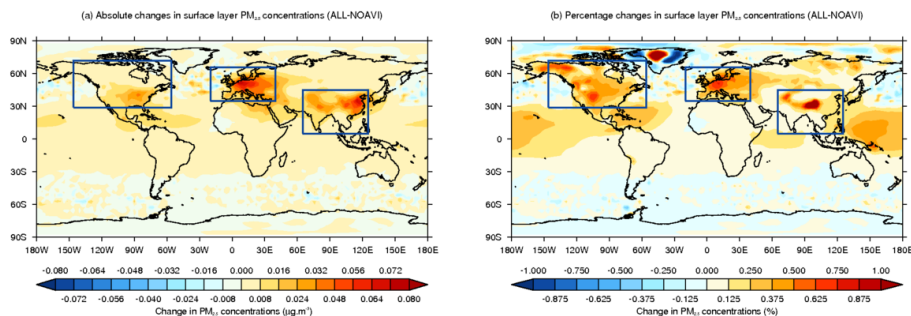 (a) Absolute changes in surface layer PM₂.₅ concentrations (ALL-NOAVI)
90N
60N
30N
0
30S
60S
90S
180W 150W 120W 90W 60W 30W 0 30E 60E 90E 120E 150E 180E
-0.080 -0.064 -0.048 -0.032 -0.016 0.000 0.016 0.032 0.056 0.072
-0.072 -0.056 -0.040 -0.024 -0.008 0.008 0.024 0.048 0.064 0.080
Change in PM₂.₅ concentrations (µg.m⁻³)
(b) Percentage changes in surface layer PM₂.₅ concentrations (ALL-NOAVI)
90N
60N
30N
0
30S
60S
90S
180W 150W 120W 90W 60W 30W 0 30E 60E 90E 120E 150E 180E
-1.000 -0.750 -0.500 -0.250 0.000 0.250 0.500 0.750 1.00
-0.875 -0.625 -0.375 -0.125 0.125 0.375 0.625 0.875
Change in PM₂.₅ concentrations (%)